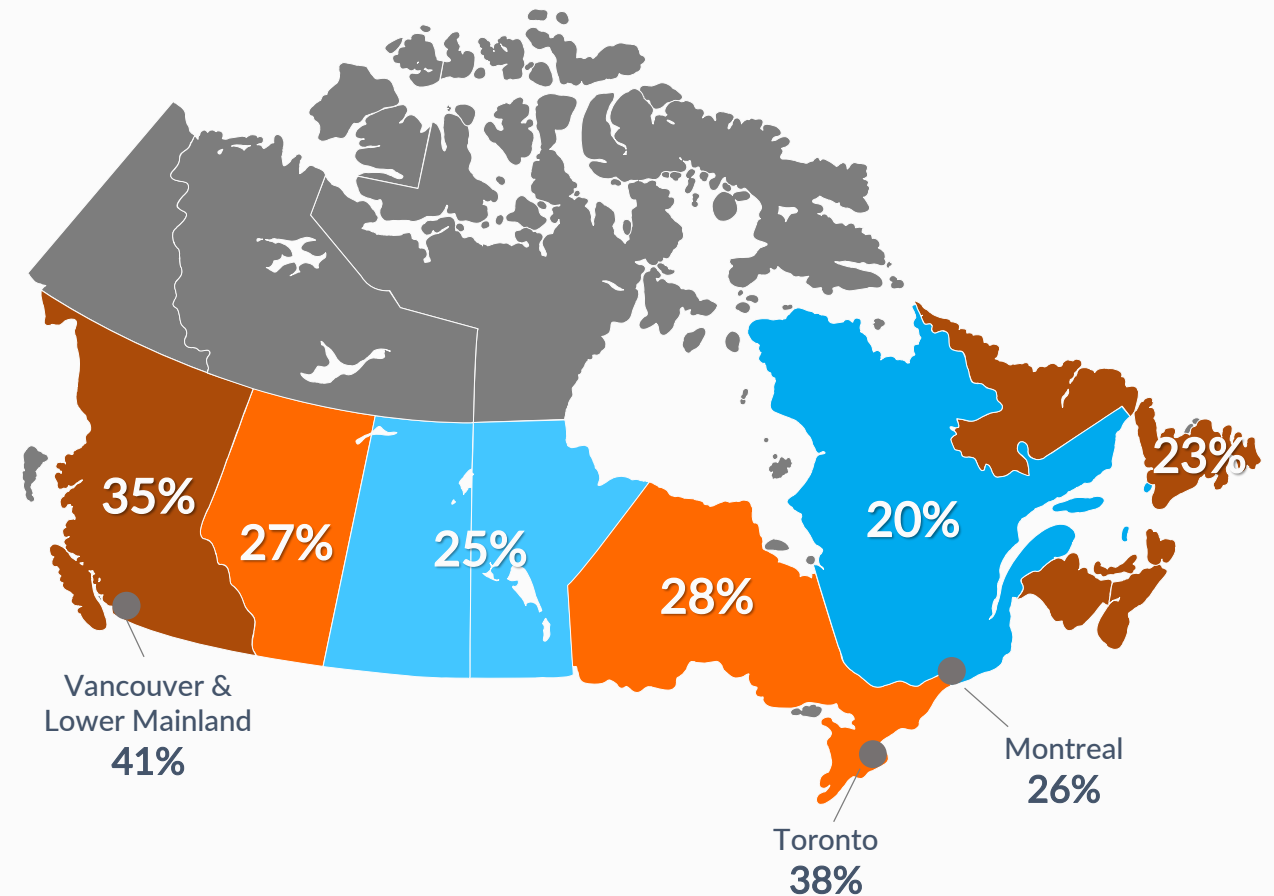 23%
35%
20%
27%
25%
28%
Vancouver &
Lower Mainland
41%
Montreal
26%
Toronto
38%